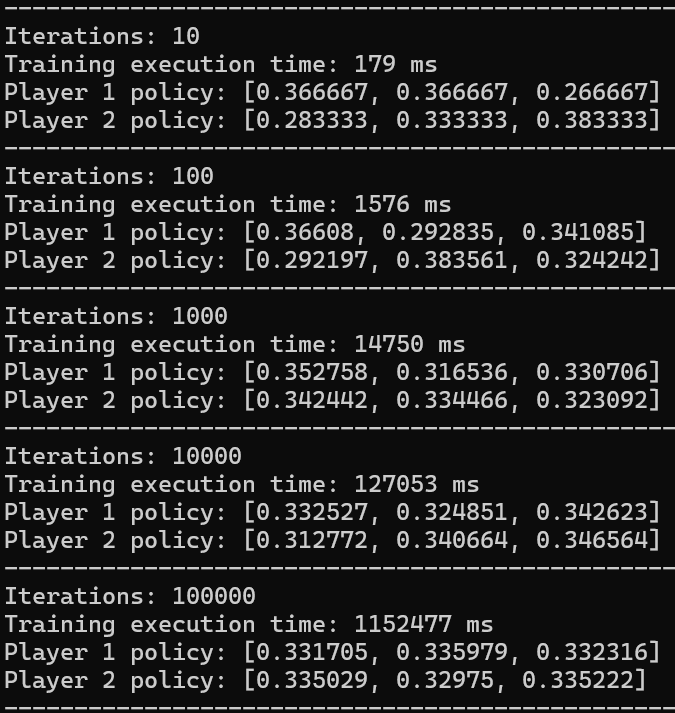 ------------------------------------------------
Iterations: 10
Training execution time: 179 ms
Player 1 policy: [0.366667, 0.366667, 0.266667]
Player 2 policy: [0.283333, 0.333333, 0.383333]
------------------------------------------------
Iterations: 100
Training execution time: 1576 ms
Player 1 policy: [0.36608, 0.292835, 0.341085]
Player 2 policy: [0.292197, 0.383561, 0.324242]
------------------------------------------------
Iterations: 1000
Training execution time: 14750 ms
Player 1 policy: [0.352758, 0.316536, 0.330706]
Player 2 policy: [0.342442, 0.334466, 0.323092]
------------------------------------------------
Iterations: 10000
Training execution time: 127053 ms
Player 1 policy: [0.332527, 0.324851, 0.342623]
Player 2 policy: [0.312772, 0.340664, 0.346564]
------------------------------------------------
Iterations: 100000
Training execution time: 1152477 ms
Player 1 policy: [0.331705, 0.335979, 0.332316]
Player 2 policy: [0.335029, 0.32975, 0.335222]
------------------------------------------------